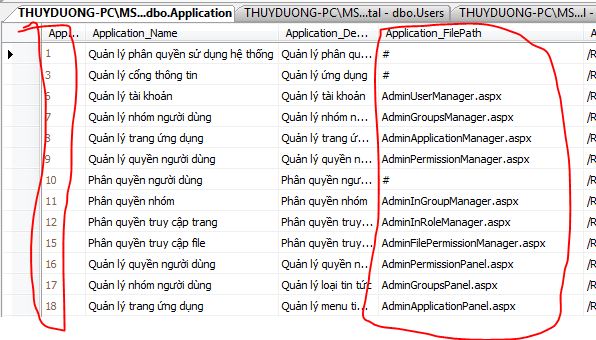 THUYDUONG-PC\MS...dbo.Application THUYDUONG-PC\MS...tal - dbo.Users THUYDUONG-PC\MS...l
App... Application_Name Application_De... Application_FilePath A
1 Quản lý phân quyền sử dụng hệ thống Quản lý phân qu... # /R
3 Quản lý cổng thông tin Quản lý ứng dụng # /R
6 Quản lý tài khoản Quản lý tài khoản AdminUserManager.aspx /R
7 Quản lý nhóm người dùng Quản lý nhóm n... AdminGroupsManager.aspx /R
8 Quản lý trang ứng dụng Quản lý trang ứ... AdminApplicationManager.aspx /R
9 Quản lý quyền người dùng Quản lý quyền n... AdminPermissionManager.aspx /R
10 Phân quyền người dùng Phân quyền ngư... # /R
11 Phân quyền nhóm Phân quyền nhóm AdminInGroupManager.aspx /R
12 Phân quyền truy cập trang Phân quyền truy... AdminInRoleManager.aspx /R
15 Phân quyền truy cập file Phân quyền truy... AdminFilePermissionManager.aspx /R
16 Quản lý quyền người dùng Quản lý quyền n... AdminPermissionPanel.aspx /R
17 Quản lý nhóm người dùng Quản lý loại tin tức AdminGroupsPanel.aspx /R
18 Quản lý trang ứng dụng Quản lý menu ti... AdminApplicationPanel.aspx /R